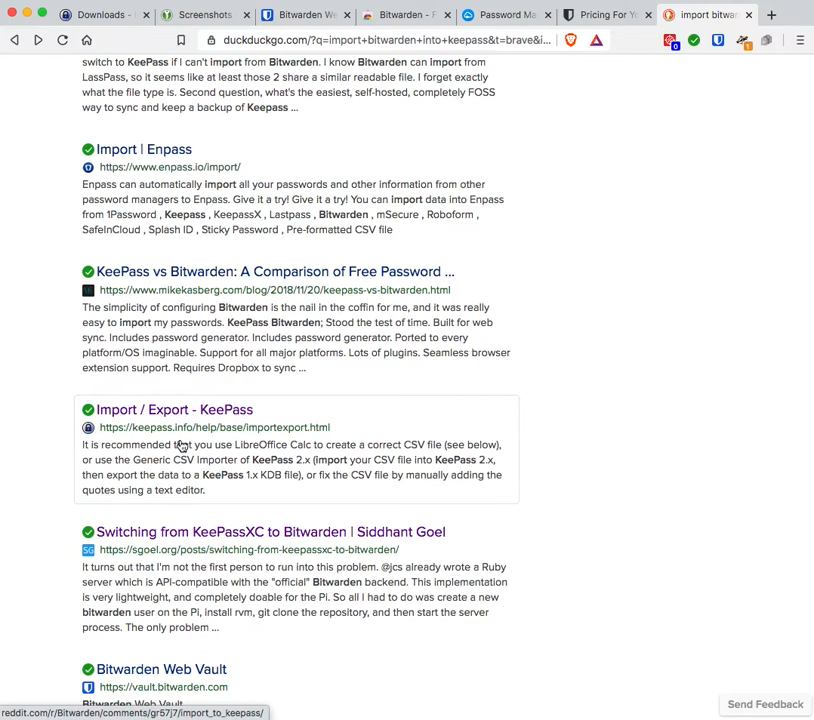 Downloads -
Screenshots
Bitwarden We
Bitwarden - F
Password Ma
Pricing For Yo
import bitwar
duckduckgo.com/?q=import+bitwarden+into+keepass&t=brave&i...
0
1
switch to KeePass if I can't import from Bitwarden. I know Bitwarden can import from
LassPass, so it seems like at least those 2 share a similar readable file. I forget exactly
what the file type is. Second question, what's the easiest, self-hosted, completely FOSS
way to sync and keep a backup of Keepass ...
Import | Enpass
https://www.enpass.io/import/
Enpass can automatically import all your passwords and other information from other
password managers to Enpass. Give it a try! Give it a try! You can import data into Enpass
from 1Password , Keepass , KeepassX , Lastpass , Bitwarden , mSecure , Roboform ,
SafeInCloud , Splash ID , Sticky Password , Pre-formatted CSV file
KeePass vs Bitwarden: A Comparison of Free Password ...
https://www.mikekasberg.com/blog/2018/11/20/keepass-vs-bitwarden.html
The simplicity of configuring Bitwarden is the nail in the coffin for me, and it was really
easy to import my passwords. KeePass Bitwarden; Stood the test of time. Built for web
sync. Includes password generator. Includes password generator. Ported to every
platform/OS imaginable. Support for all major platforms. Lots of plugins. Seamless browser
extension support. Requires Dropbox to sync ...
Import / Export - KeePass
https://keepass.info/help/base/importexport.html
It is recommended that you use LibreOffice Calc to create a correct CSV file (see below),
or use the Generic CSV Importer of KeePass 2.x (import your CSV file into KeePass 2.x,
then export the data to a KeePass 1.x KDB file), or fix the CSV file by manually adding the
quotes using a text editor.
Switching from KeePassXC to Bitwarden | Siddhant Goel
SG https://sgoel.org/posts/switching-from-keepassxc-to-bitwarden/
It turns out that I'm not the first person to run into this problem. @jcs already wrote a Ruby
server which is API-compatible with the "official" Bitwarden backend. This implementation
is very lightweight, and completely doable for the Pi. So all I had to do was create a new
bitwarden user on the Pi, install rvm, git clone the repository, and then start the server
process. The only problem ...
Bitwarden Web Vault
https://vault.bitwarden.com
Bitwarden Web Vault
Send Feedback
reddit.com/r/Bitwarden/comments/gr57j7/import_to_keepass/